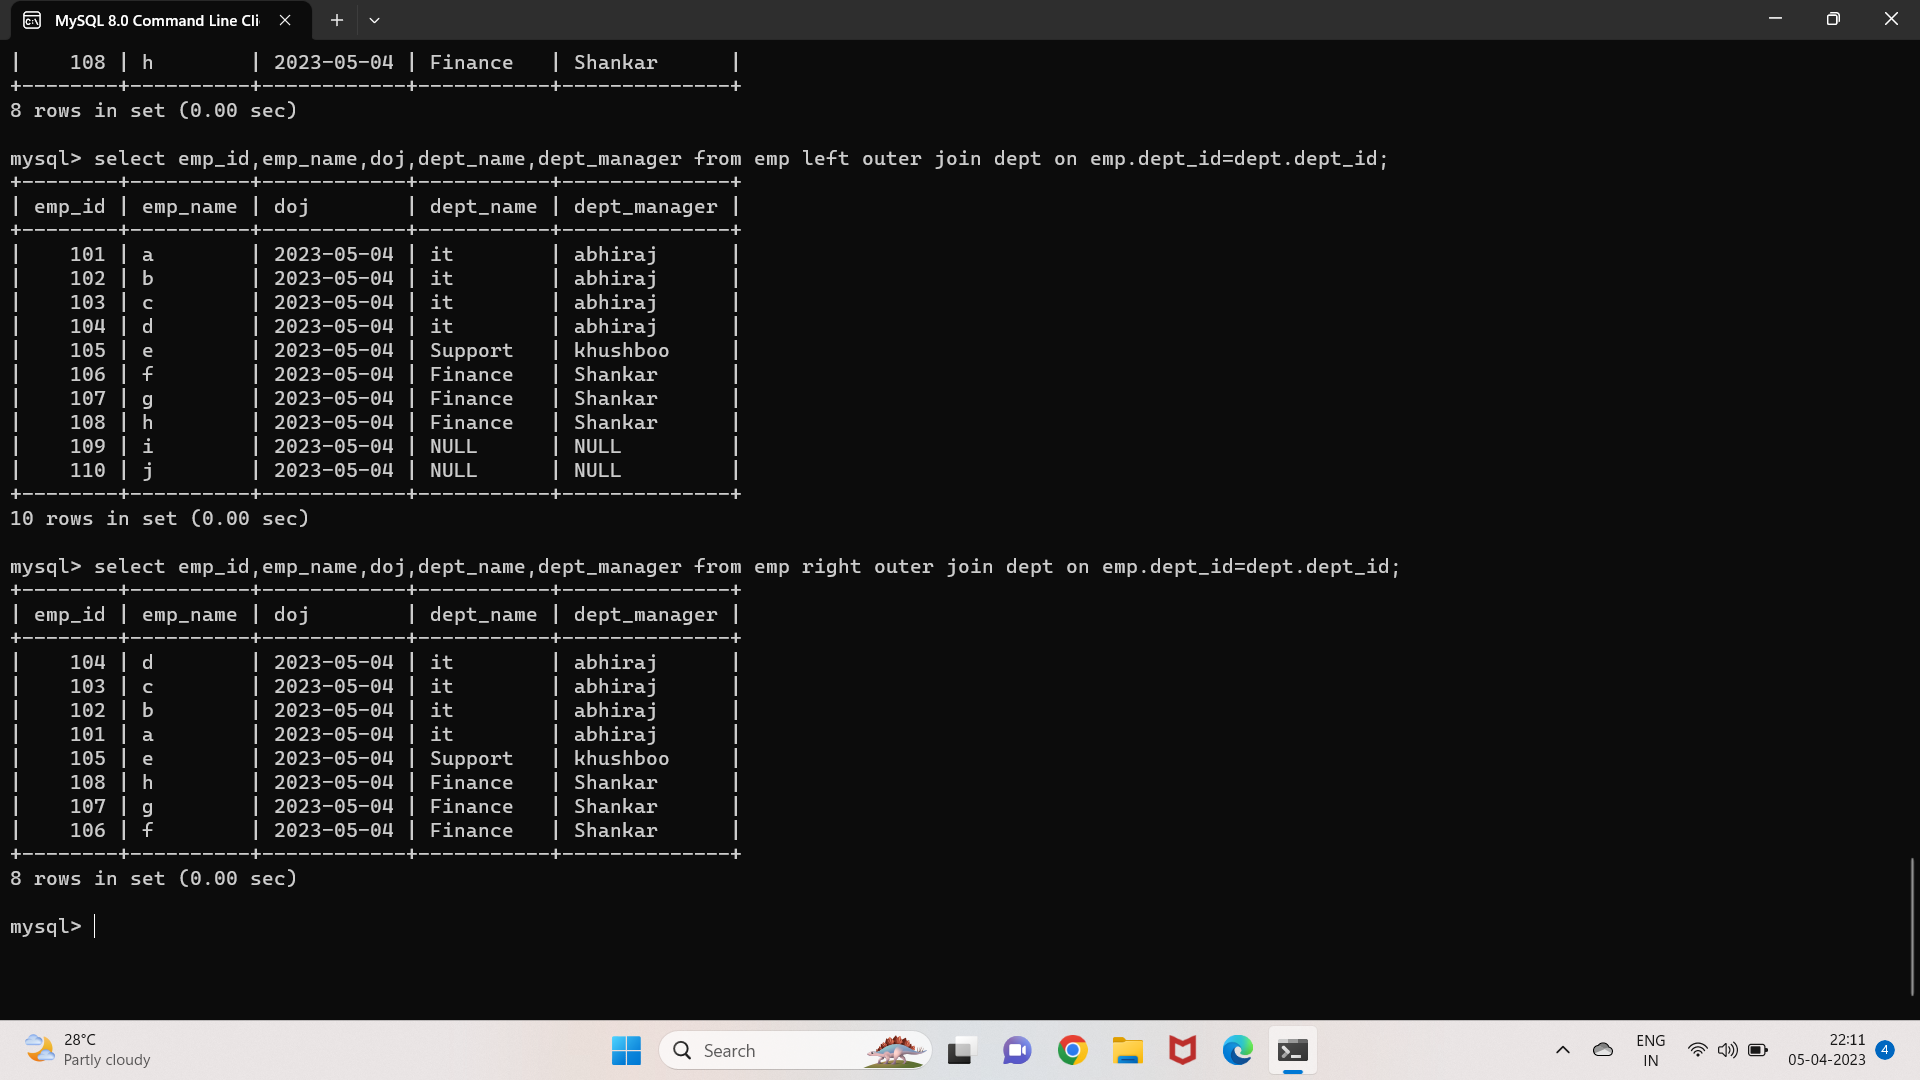 MySQL 8.0 Command Line Cli
|    108 | h        | 2023-05-04 | Finance   | Shankar      |
+--------+----------+------------+-----------+--------------+
8 rows in set (0.00 sec)
mysql> select emp_id,emp_name,doj,dept_name,dept_manager from emp left outer join dept on emp.dept_id=dept.dept_id;
+--------+----------+------------+-----------+--------------+
| emp_id | emp_name | doj        | dept_name | dept_manager |
+--------+----------+------------+-----------+--------------+
|    101 | a        | 2023-05-04 | it        | abhiraj      |
|    102 | b        | 2023-05-04 | it        | abhiraj      |
|    103 | c        | 2023-05-04 | it        | abhiraj      |
|    104 | d        | 2023-05-04 | it        | abhiraj      |
|    105 | e        | 2023-05-04 | Support   | khushboo     |
|    106 | f        | 2023-05-04 | Finance   | Shankar      |
|    107 | g        | 2023-05-04 | Finance   | Shankar      |
|    108 | h        | 2023-05-04 | Finance   | Shankar      |
|    109 | i        | 2023-05-04 | NULL      | NULL         |
|    110 | j        | 2023-05-04 | NULL      | NULL         |
+--------+----------+------------+-----------+--------------+
10 rows in set (0.00 sec)
mysql> select emp_id,emp_name,doj,dept_name,dept_manager from emp right outer join dept on emp.dept_id=dept.dept_id;
+--------+----------+------------+-----------+--------------+
| emp_id | emp_name | doj        | dept_name | dept_manager |
+--------+----------+------------+-----------+--------------+
|    104 | d        | 2023-05-04 | it        | abhiraj      |
|    103 | c        | 2023-05-04 | it        | abhiraj      |
|    102 | b        | 2023-05-04 | it        | abhiraj      |
|    101 | a        | 2023-05-04 | it        | abhiraj      |
|    105 | e        | 2023-05-04 | Support   | khushboo     |
|    108 | h        | 2023-05-04 | Finance   | Shankar      |
|    107 | g        | 2023-05-04 | Finance   | Shankar      |
|    106 | f        | 2023-05-04 | Finance   | Shankar      |
+--------+----------+------------+-----------+--------------+
8 rows in set (0.00 sec)
mysql>
28°C
Partly cloudy
Search
ENG
IN
22:11
05-04-2023
4